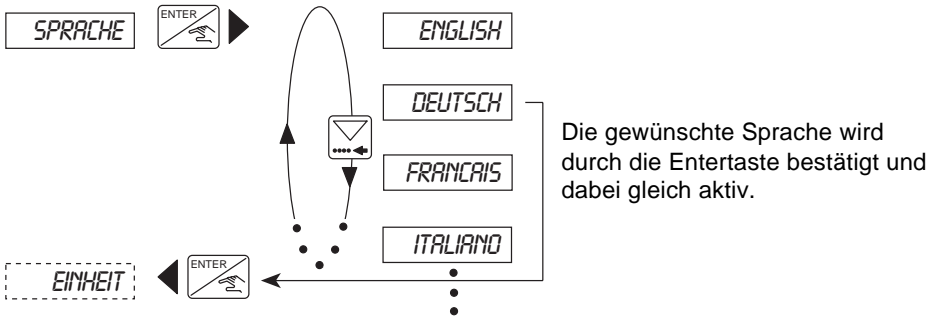 SPRACHE
ENTER
ENGLISH
DEUTSCH
FRANCAIS
ITALIANO
Die gewünschte Sprache wird
durch die Entertaste bestätigt und
dabei gleich aktiv.
EINHEIT
ENTER